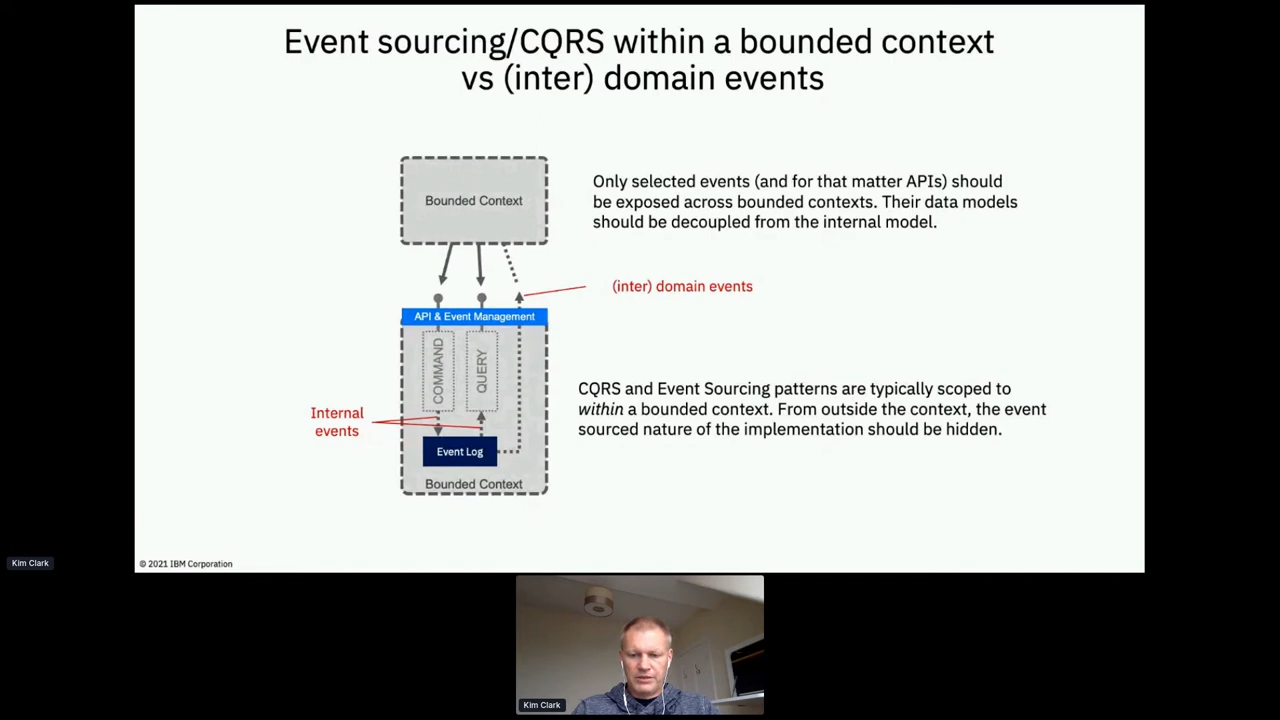 Event sourcing/CQRS within a bounded context
vs (inter) domain events
Bounded Context
Only selected events (and for that matter APIs) should
be exposed across bounded contexts. Their data models
should be decoupled from the internal model.
(inter) domain events
API & Event Management
COMMAND
QUERY
Internal
events
CQRS and Event Sourcing patterns are typically scoped to
within a bounded context. From outside the context, the event
sourced nature of the implementation should be hidden.
Event Log
Bounded Context
Kim Clark
© 2021 IBM Corporation
Kim Clark